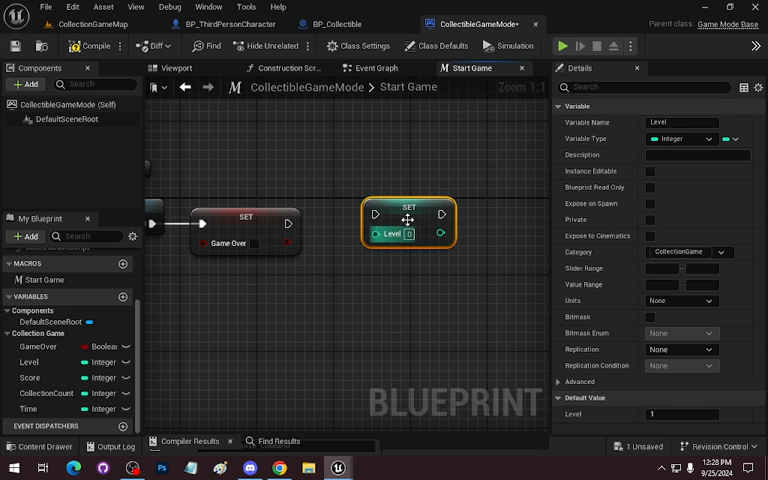 File Edit Asset View Debug Window Tools Help
CollectionGameMap BP_ThirdPersonCharacter BP_Collectible CollectibleGameMode*
Parent class: Game Mode Base
Compile Diff Find Hide Unrelated Class Settings Class Defaults Simulation
Components
Add Search
CollectibleGameMode (Self)
DefaultSceneRoot
My Blueprint
Add Search
MACROS
Start Game
VARIABLES
Components
DefaultSceneRoot
Collection Game
GameOver Boolean
Level Integer
Score Integer
CollectionCount Integer
Time Integer
EVENT DISPATCHERS
Viewport Construction Scr... Event Graph Start Game
CollectibleGameMode > Start Game Zoom 1:1
SET
Game Over
SET
Level 0
BLUEPRINT
Compiler Results Find Results
Details
Search
Variable
Variable Name Level
Variable Type Integer
Description
Instance Editable
Blueprint Read Only
Expose on Spawn
Private
Expose to Cinematics
Category CollectionGame
Slider Range
Value Range
Units None
Bitmask
Bitmask Enum None
Replication None
Replication Condition None
Advanced
Default Value
Level 1
Content Drawer Output Log 1 Unsaved Revision Control
12:28 PM
9/25/2024